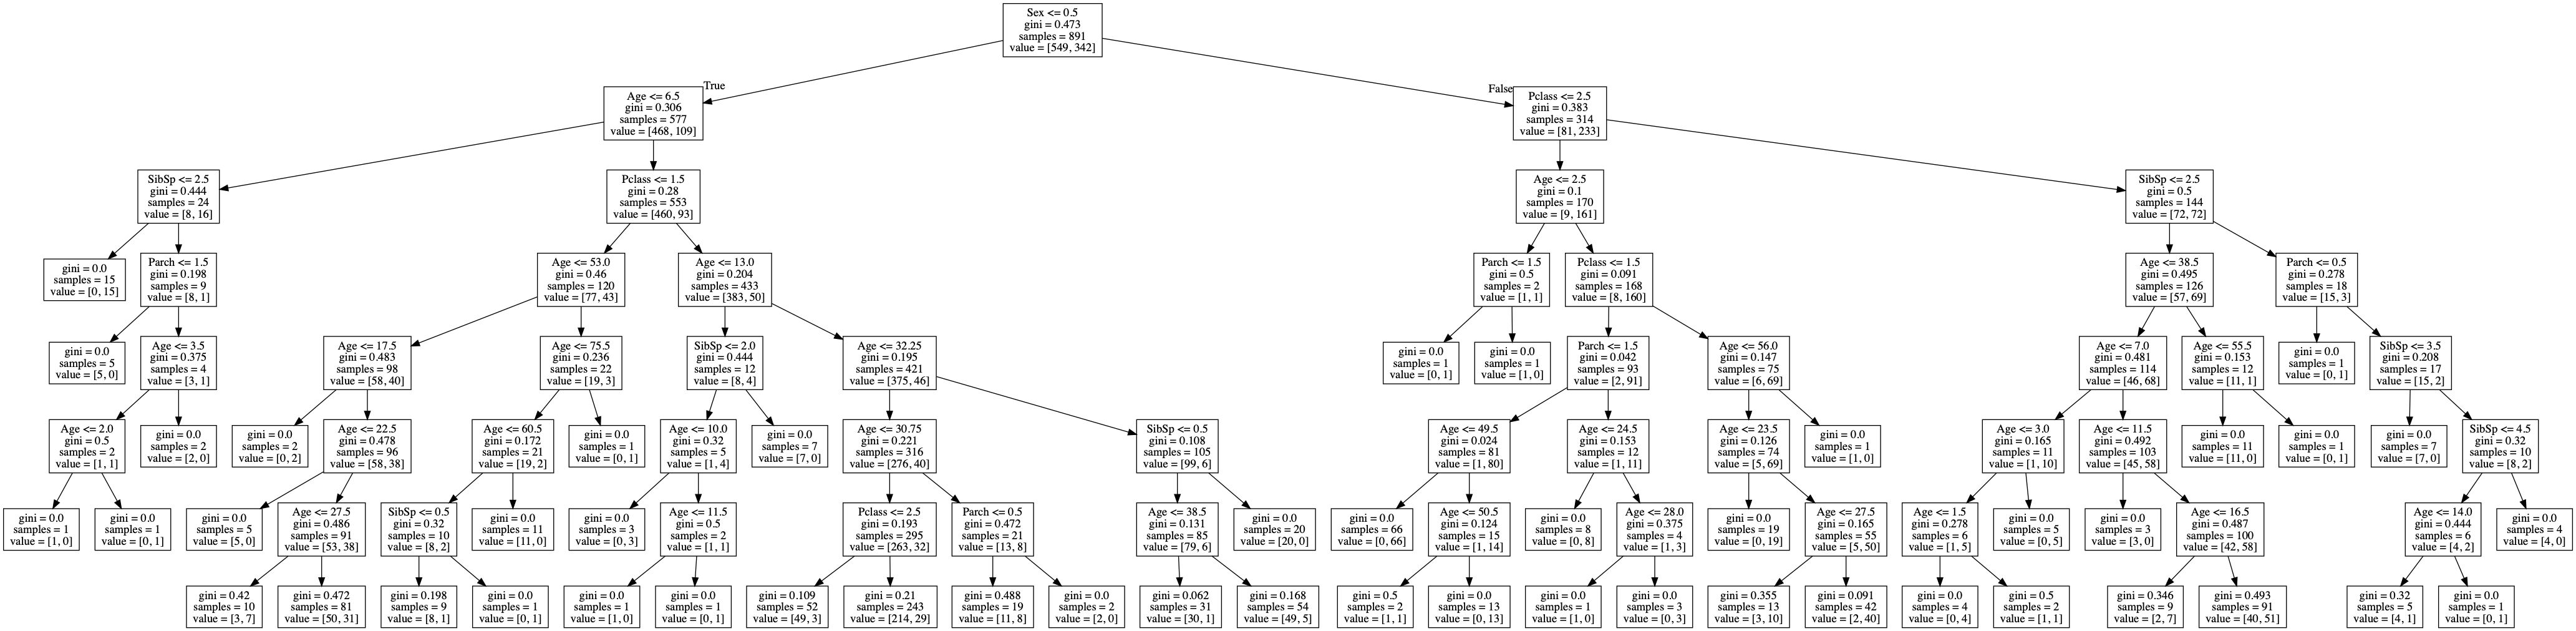 Sex <= 0.5
gini = 0.473
samples = 891
value = [549, 342]
True
False
Age <= 6.5
gini = 0.306
samples = 577
value = [468, 109]
Pclass <= 2.5
gini = 0.383
samples = 314
value = [81, 233]
SibSp <= 2.5
gini = 0.444
samples = 24
value = [8, 16]
Pclass <= 1.5
gini = 0.28
samples = 553
value = [460, 93]
Age <= 2.5
gini = 0.1
samples = 170
value = [9, 161]
SibSp <= 2.5
gini = 0.5
samples = 144
value = [72, 72]
gini = 0.0
samples = 15
value = [0, 15]
Parch <= 1.5
gini = 0.198
samples = 9
value = [8, 1]
Age <= 53.0
gini = 0.46
samples = 120
value = [77, 43]
Age <= 13.0
gini = 0.204
samples = 433
value = [383, 50]
Parch <= 1.5
gini = 0.5
samples = 2
value = [1, 1]
Pclass <= 1.5
gini = 0.091
samples = 168
value = [8, 160]
Age <= 38.5
gini = 0.495
samples = 126
value = [57, 69]
Parch <= 0.5
gini = 0.278
samples = 18
value = [15, 3]
gini = 0.0
samples = 5
value = [5, 0]
Age <= 3.5
gini = 0.375
samples = 4
value = [3, 1]
Age <= 17.5
gini = 0.483
samples = 98
value = [58, 40]
Age <= 75.5
gini = 0.236
samples = 22
value = [19, 3]
SibSp <= 2.0
gini = 0.444
samples = 12
value = [8, 4]
Age <= 32.25
gini = 0.195
samples = 421
value = [375, 46]
gini = 0.0
samples = 1
value = [0, 1]
gini = 0.0
samples = 1
value = [1, 0]
Parch <= 1.5
gini = 0.042
samples = 93
value = [2, 91]
Age <= 56.0
gini = 0.147
samples = 75
value = [6, 69]
Age <= 7.0
gini = 0.481
samples = 114
value = [46, 68]
Age <= 55.5
gini = 0.153
samples = 12
value = [11, 1]
gini = 0.0
samples = 1
value = [0, 1]
SibSp <= 3.5
gini = 0.208
samples = 17
value = [15, 2]
Age <= 2.0
gini = 0.5
samples = 2
value = [1, 1]
gini = 0.0
samples = 2
value = [2, 0]
gini = 0.0
samples = 2
value = [0, 2]
Age <= 22.5
gini = 0.478
samples = 96
value = [58, 38]
Age <= 60.5
gini = 0.172
samples = 21
value = [19, 2]
gini = 0.0
samples = 1
value = [0, 1]
Age <= 10.0
gini = 0.32
samples = 5
value = [1, 4]
gini = 0.0
samples = 7
value = [7, 0]
Age <= 30.75
gini = 0.221
samples = 316
value = [276, 40]
SibSp <= 0.5
gini = 0.108
samples = 105
value = [99, 6]
Age <= 49.5
gini = 0.024
samples = 81
value = [1, 80]
Age <= 24.5
gini = 0.153
samples = 12
value = [1, 11]
Age <= 23.5
gini = 0.126
samples = 74
value = [5, 69]
gini = 0.0
samples = 1
value = [1, 0]
Age <= 3.0
gini = 0.165
samples = 11
value = [1, 10]
Age <= 11.5
gini = 0.492
samples = 103
value = [45, 58]
gini = 0.0
samples = 11
value = [11, 0]
gini = 0.0
samples = 1
value = [0, 1]
gini = 0.0
samples = 7
value = [7, 0]
SibSp <= 4.5
gini = 0.32
samples = 10
value = [8, 2]
gini = 0.0
samples = 1
value = [1, 0]
gini = 0.0
samples = 1
value = [0, 1]
gini = 0.0
samples = 5
value = [5, 0]
Age <= 27.5
gini = 0.486
samples = 91
value = [53, 38]
SibSp <= 0.5
gini = 0.32
samples = 10
value = [8, 2]
gini = 0.0
samples = 11
value = [11, 0]
gini = 0.0
samples = 3
value = [0, 3]
Age <= 11.5
gini = 0.5
samples = 2
value = [1, 1]
Pclass <= 2.5
gini = 0.193
samples = 295
value = [263, 32]
Parch <= 0.5
gini = 0.472
samples = 21
value = [13, 8]
Age <= 38.5
gini = 0.131
samples = 85
value = [79, 6]
gini = 0.0
samples = 20
value = [20, 0]
gini = 0.0
samples = 66
value = [0, 66]
Age <= 50.5
gini = 0.124
samples = 15
value = [1, 14]
gini = 0.0
samples = 8
value = [0, 8]
Age <= 28.0
gini = 0.375
samples = 4
value = [1, 3]
gini = 0.0
samples = 19
value = [0, 19]
Age <= 27.5
gini = 0.165
samples = 55
value = [5, 50]
Age <= 1.5
gini = 0.278
samples = 6
value = [1, 5]
gini = 0.0
samples = 5
value = [0, 5]
gini = 0.0
samples = 3
value = [3, 0]
Age <= 16.5
gini = 0.487
samples = 100
value = [42, 58]
Age <= 14.0
gini = 0.444
samples = 6
value = [4, 2]
gini = 0.0
samples = 4
value = [4, 0]
gini = 0.42
samples = 10
value = [3, 7]
gini = 0.472
samples = 81
value = [50, 31]
gini = 0.198
samples = 9
value = [8, 1]
gini = 0.0
samples = 1
value = [0, 1]
gini = 0.0
samples = 1
value = [1, 0]
gini = 0.0
samples = 1
value = [0, 1]
gini = 0.109
samples = 52
value = [49, 3]
gini = 0.21
samples = 243
value = [214, 29]
gini = 0.488
samples = 19
value = [11, 8]
gini = 0.0
samples = 2
value = [2, 0]
gini = 0.062
samples = 31
value = [30, 1]
gini = 0.168
samples = 54
value = [49, 5]
gini = 0.5
samples = 2
value = [1, 1]
gini = 0.0
samples = 13
value = [0, 13]
gini = 0.0
samples = 1
value = [1, 0]
gini = 0.0
samples = 3
value = [0, 3]
gini = 0.355
samples = 13
value = [3, 10]
gini = 0.091
samples = 42
value = [2, 40]
gini = 0.0
samples = 4
value = [0, 4]
gini = 0.5
samples = 2
value = [1, 1]
gini = 0.346
samples = 9
value = [2, 7]
gini = 0.493
samples = 91
value = [40, 51]
gini = 0.32
samples = 5
value = [4, 1]
gini = 0.0
samples = 1
value = [0, 1]